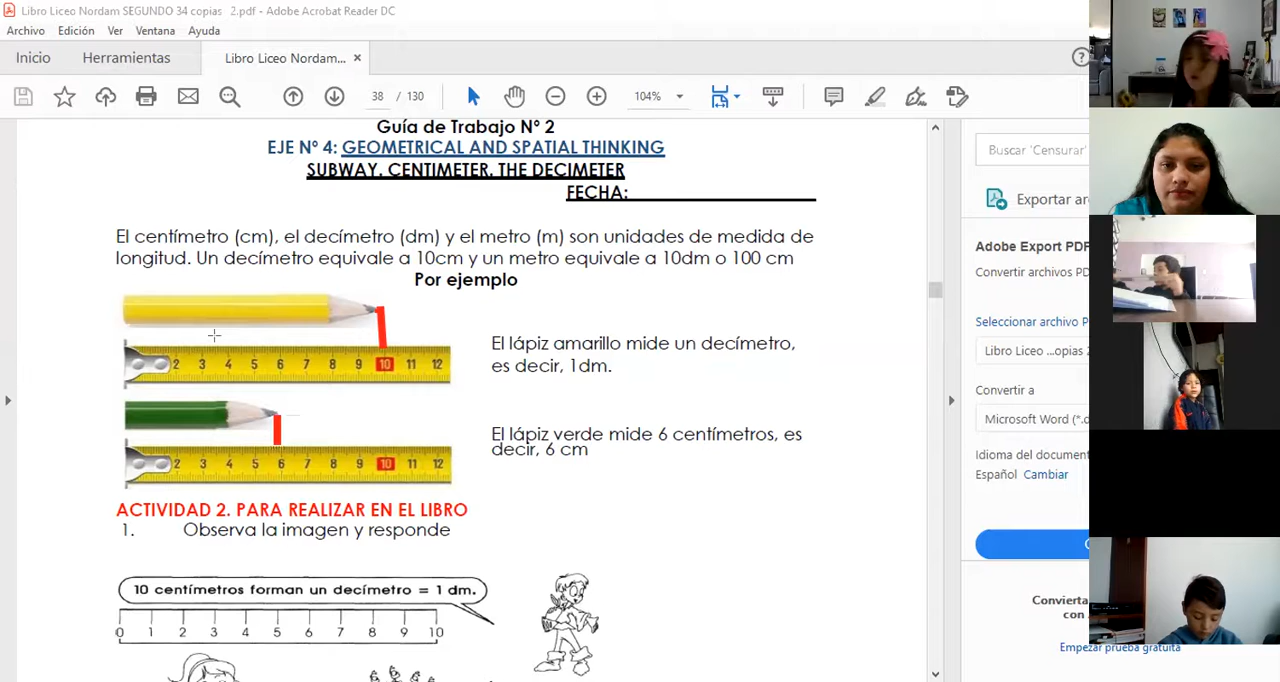 Libro Liceo Nordam SEGUNDO 34 copias 2.pdf - Adobe Acrobat Reader DC
Archivo Edición Ver Ventana Ayuda
Inicio Herramientas Libro Liceo Nordam... ×
38 / 130 104%
Guía de Trabajo N° 2
EJE N° 4: GEOMETRICAL AND SPATIAL THINKING
SUBWAY, CENTIMETER, THE DECIMETER
FECHA:
El centímetro (cm), el decímetro (dm) y el metro (m) son unidades de medida de
longitud. Un decímetro equivale a 10cm y un metro equivale a 10dm o 100 cm
Por ejemplo
2 3 4 5 6 7 8 9 10 11 12
El lápiz amarillo mide un decímetro,
es decir, 1dm.
2 3 4 5 6 7 8 9 10 11 12
El lápiz verde mide 6 centímetros, es
decir, 6 cm
ACTIVIDAD 2. PARA REALIZAR EN EL LIBRO
1. Observa la imagen y responde
10 centímetros forman un decímetro = 1 dm.
0 1 2 3 4 5 6 7 8 9 10
Buscar 'Censurar'
Exportar ar
Adobe Export PDF
Convertir archivos PD
Seleccionar archivo P
Libro Liceo ...opias 2
Convertir a
Microsoft Word (*.d
Idioma del document
Español Cambiar
Convierta
con
Empezar prueba gratuita